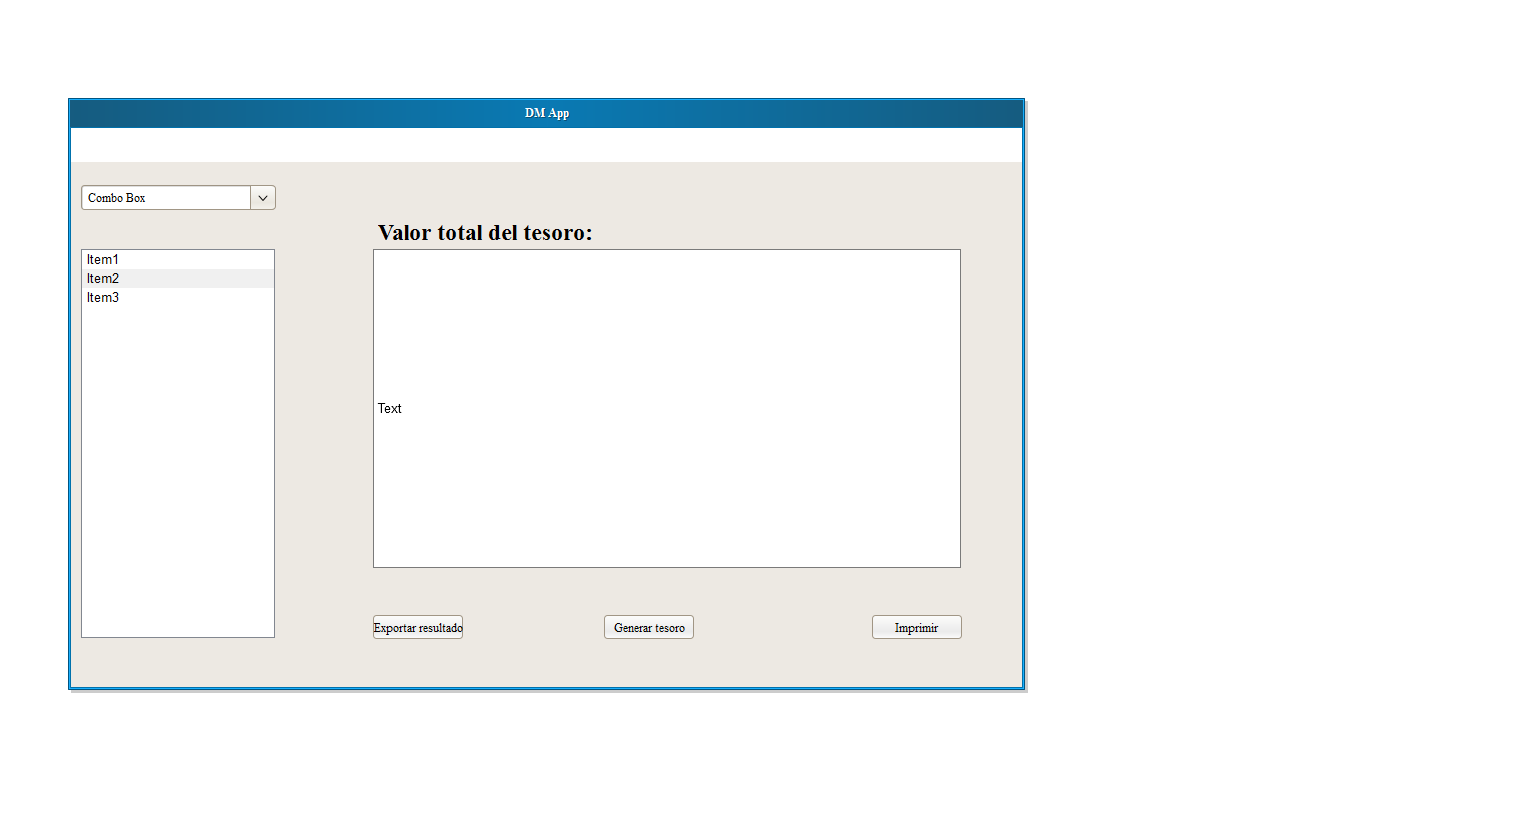 DM App
Combo Box
Valor total del tesoro:
Item1
Item2
Item3
Text
Exportar resultado
Generar tesoro
Imprimir